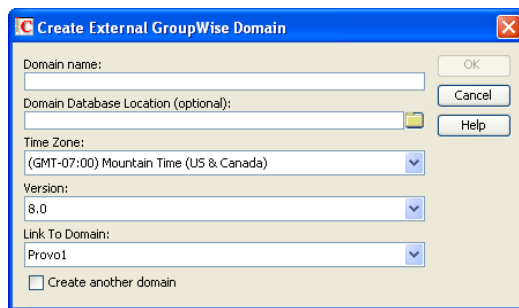 Create External GroupWise Domain
Domain name:
OK
Domain Database Location (optional):
Cancel
Help
Time Zone:
(GMT-07:00) Mountain Time (US & Canada)
Version:
8.0
Link To Domain:
Provo1
Create another domain